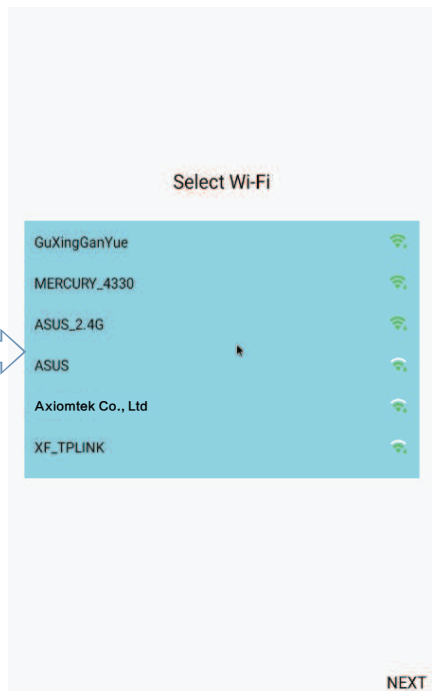 Select Wi-Fi
GuXingGanYue
MERCURY_4330
ASUS_2.4G
ASUS
Axiomtek Co., Ltd
XF_TPLINK
NEXT